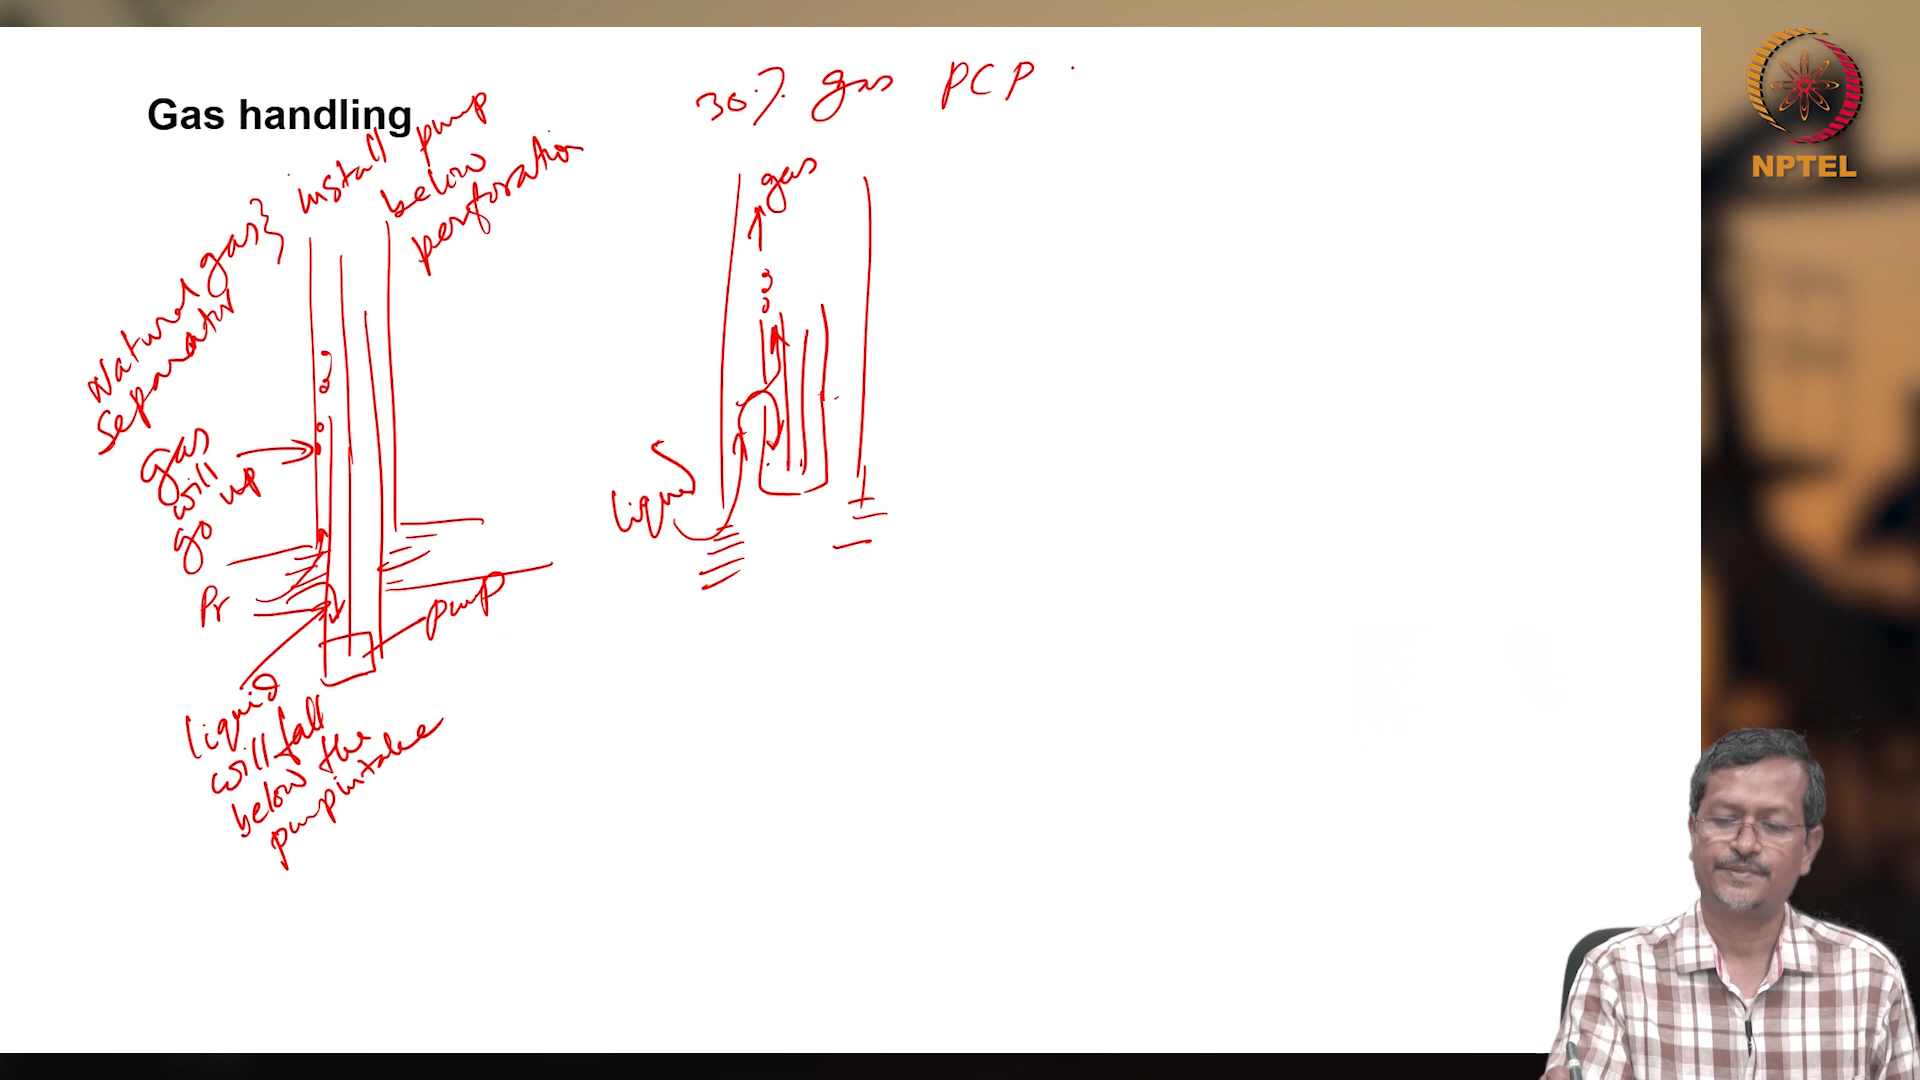 Gas handling
30% gas PCP
install pump
below
perforation
Natural gas }
separator
gas
will
go up
Pr
pump
liquid
will fall
below the
pump intake
gas
liquid
NPTEL